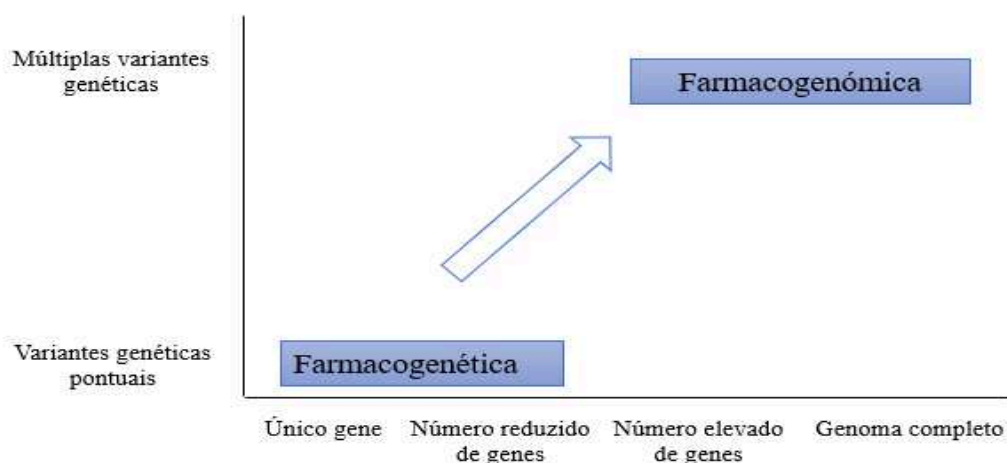 Múltiplas variantes
genéticas
Farmacogenómica
Variantes genéticas
pontuais
Farmacogenética
Único gene
Número reduzido
de genes
Número elevado
de genes
Genoma completo